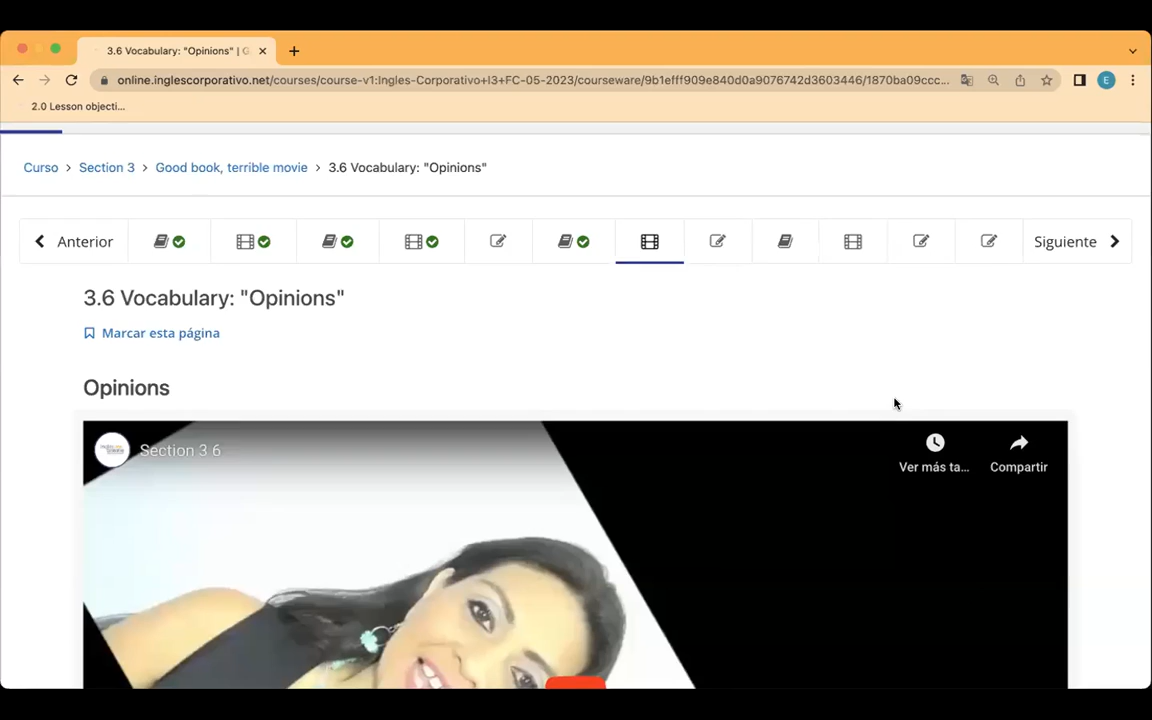 3.6 Vocabulary: "Opinions" | G
online.inglescorporativo.net/courses/course-v1:Ingles-Corporativo+I3+FC-05-2023/courseware/9b1efff909e840d0a9076742d3603446/1870ba09ccc...
E
2.0 Lesson objecti...
Curso > Section 3 > Good book, terrible movie > 3.6 Vocabulary: "Opinions"
Anterior
Siguiente
3.6 Vocabulary: "Opinions"
Marcar esta página
Opinions
Section 3 6
Ver más ta...
Compartir